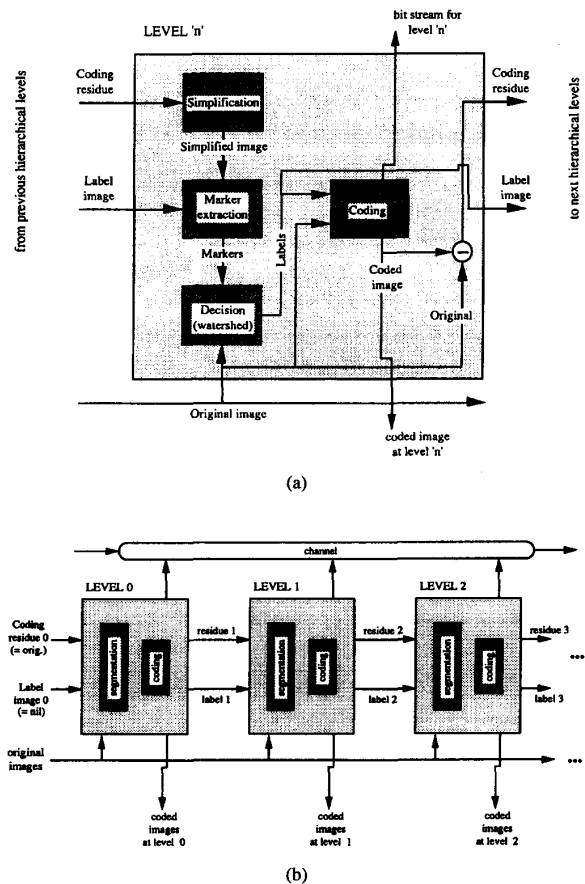 bit stream for
level 'n'
LEVEL 'n'
from previous hierarchical levels
to next hierarchical levels
Coding
residue
Coding
residue
Simplification
Simplified image
Label
image
Marker
extraction
Coding
Label
image
Markers
Labels
Coded
image
Decision
(watershed)
Original
Original image
coded image
at level 'n'
(a)
channel
LEVEL 0
LEVEL 1
LEVEL 2
Coding
residue 0
(= orig.)
segmentation
coding
residue 1
segmentation
coding
residue 2
segmentation
coding
residue 3
...
Label
image 0
(= nil)
label 1
label 2
label 3
original
images
...
coded
images
at level 0
coded
images
at level 1
coded
images
at level 2
(b)